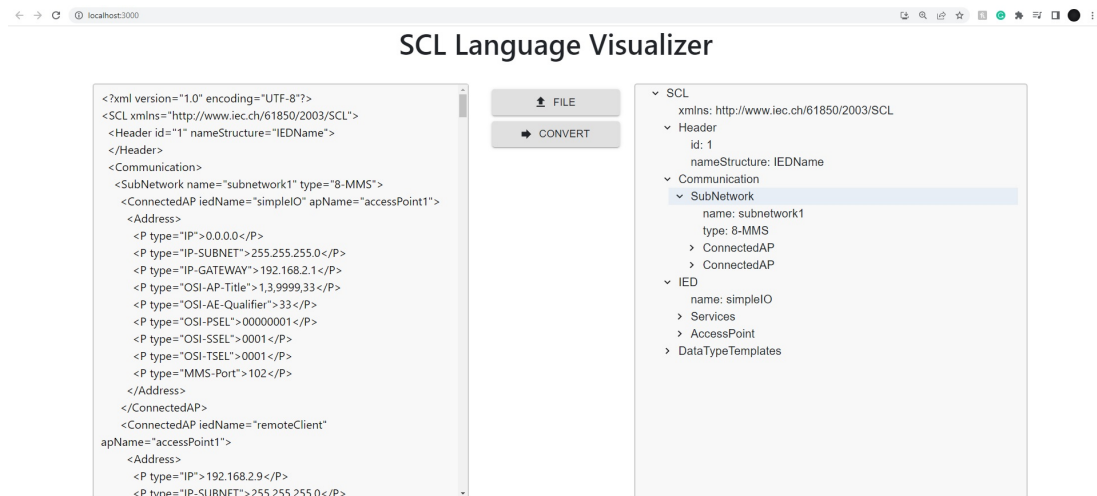 localhost:3000
SCL Language Visualizer
<?xml version="1.0" encoding="UTF-8"?>
<SCL xmlns="http://www.iec.ch/61850/2003/SCL">
<Header id="1" nameStructure="IEDName">
</Header>
<Communication>
<SubNetwork name="subnetwork1" type="8-MMS">
<ConnectedAP iedName="simpleIO" apName="accessPoint1">
<Address>
<P type="IP">0.0.0.0</P>
<P type="IP-SUBNET">255.255.255.0</P>
<P type="IP-GATEWAY">192.168.2.1</P>
<P type="OSI-AP-Title">1,3,9999,33</P>
<P type="OSI-AE-Qualifier">33</P>
<P type="OSI-PSEL">00000001</P>
<P type="OSI-SSEL">0001</P>
<P type="OSI-TSEL">0001</P>
<P type="MMS-Port">102</P>
</Address>
</ConnectedAP>
<ConnectedAP iedName="remoteClient"
apName="accessPoint1">
<Address>
<P type="IP">192.168.2.9</P>
<P type="IP-SUBNET">255.255.255.0</P>
FILE
CONVERT
SCL
xmlns: http://www.iec.ch/61850/2003/SCL
Header
id: 1
nameStructure: IEDName
Communication
SubNetwork
name: subnetwork1
type: 8-MMS
ConnectedAP
ConnectedAP
IED
name: simpleIO
Services
AccessPoint
DataTypeTemplates